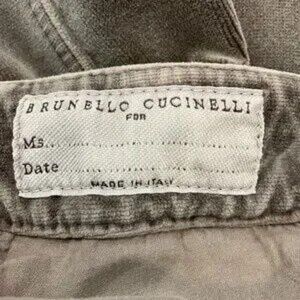 BRUNELLO CUCINELLI
FOR
Ms..........................
Date..........................
MADE IN ITALY